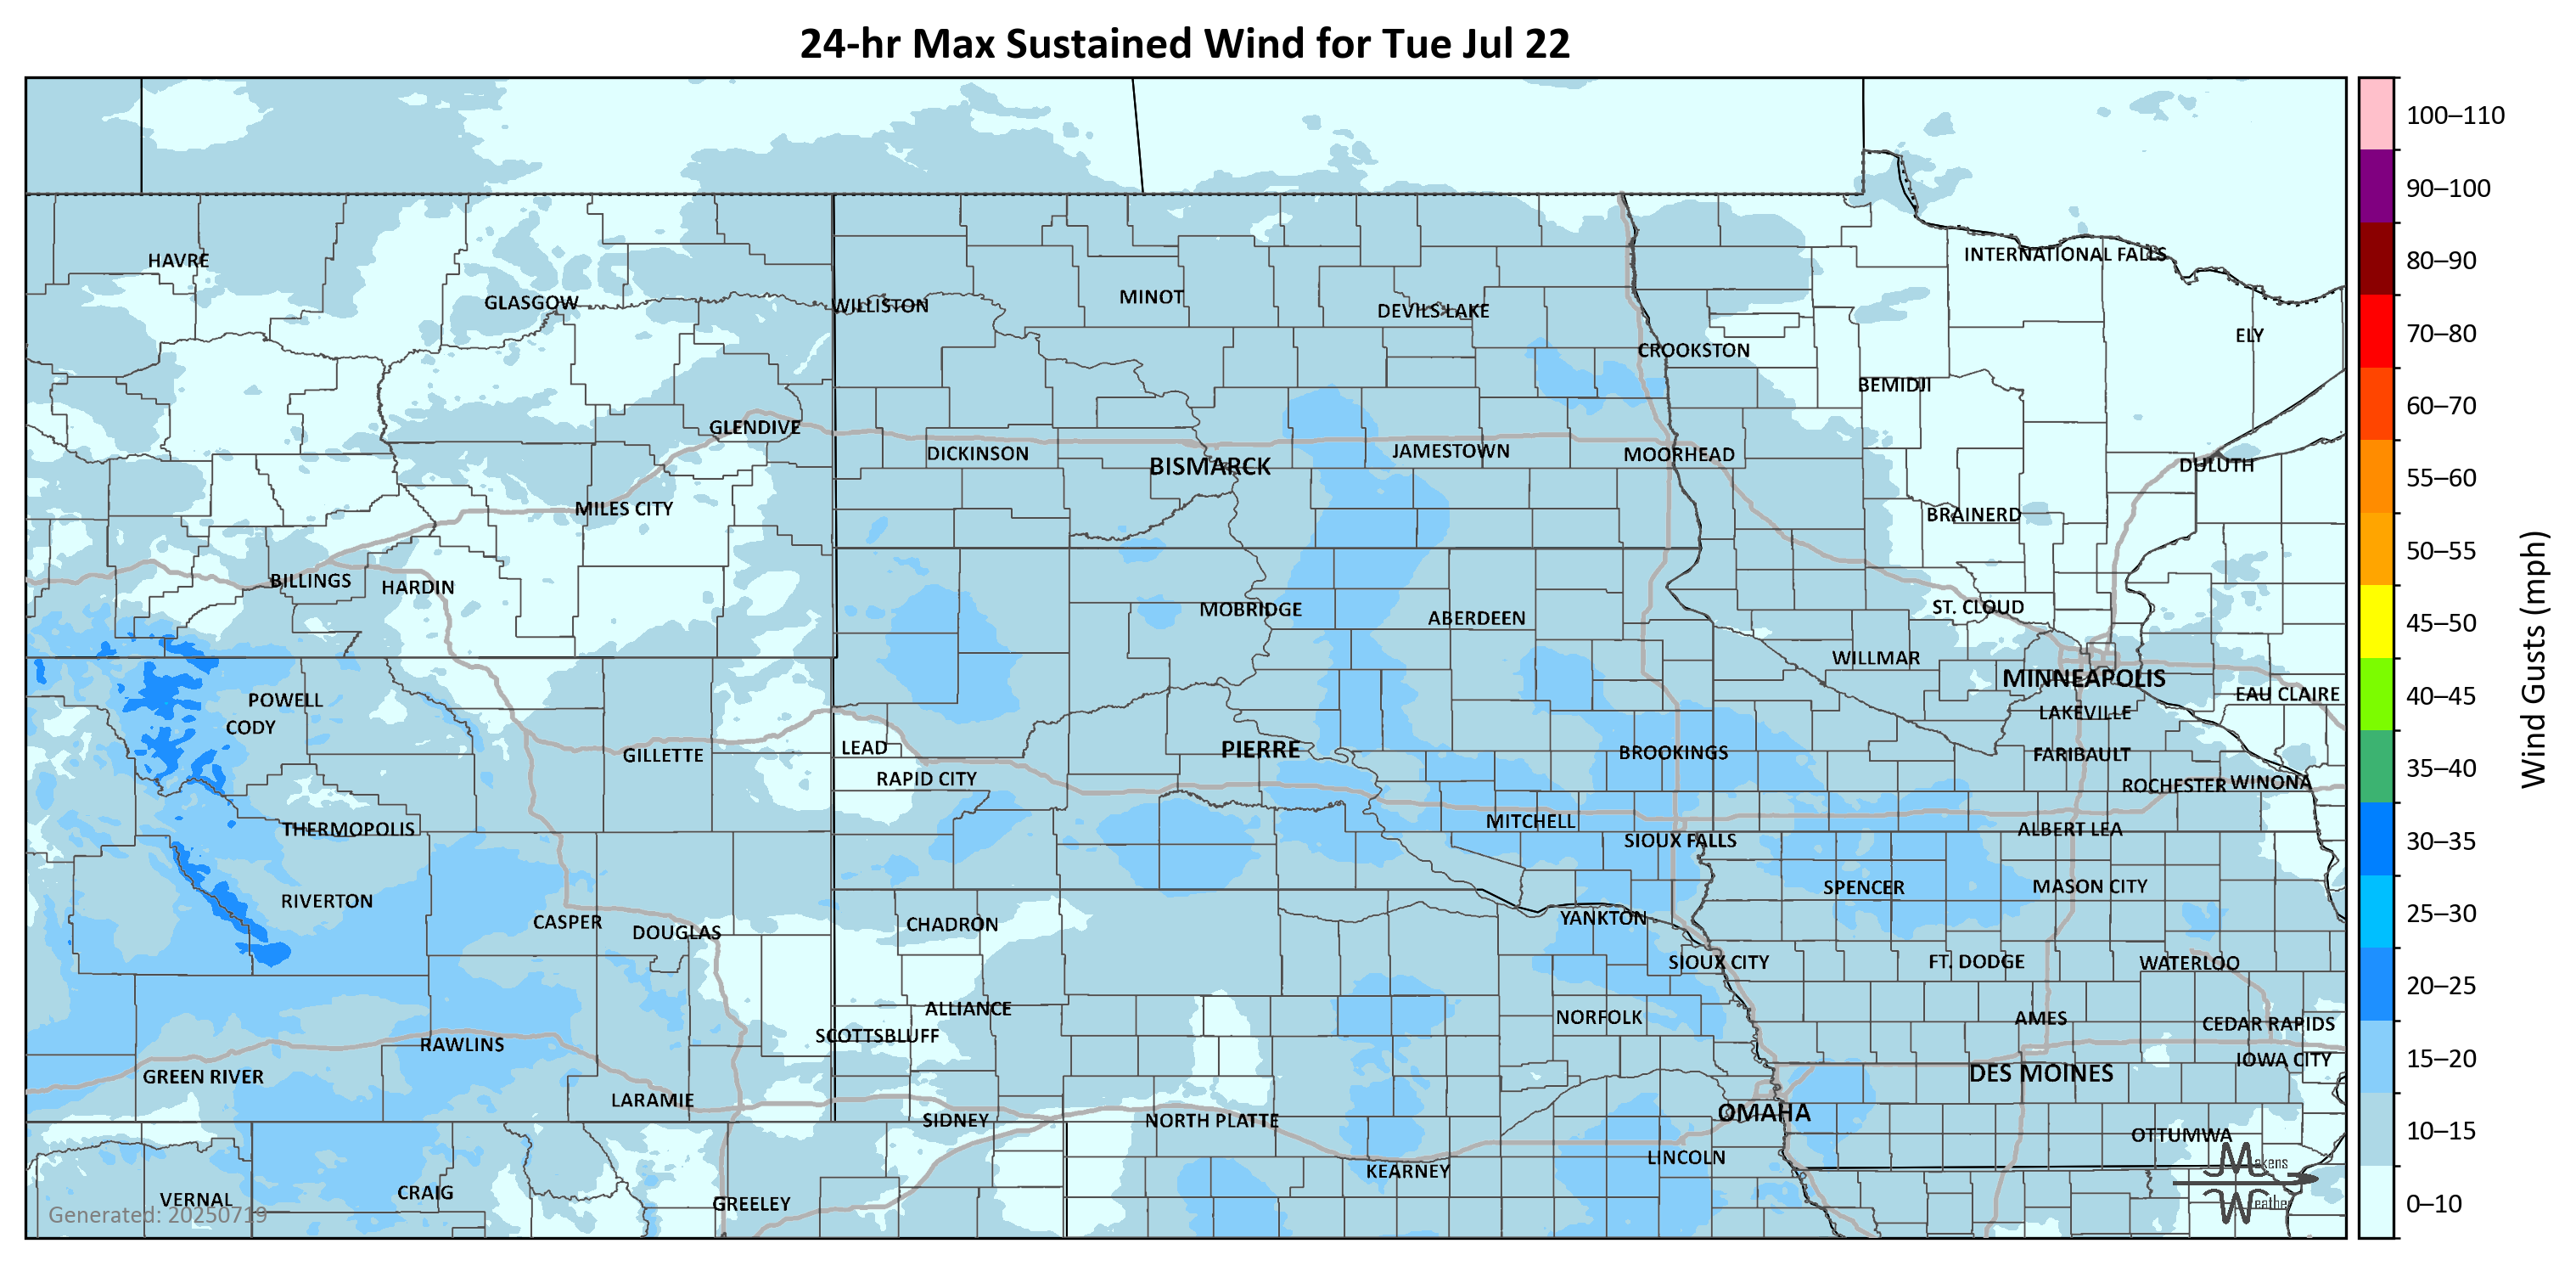 24-hr Max Sustained Wind for Tue Jul 22
100–110
90–100
80–90
70–80
60–70
55–60
50–55
45–50
40–45
35–40
30–35
25–30
20–25
15–20
10–15
0–10
Wind Gusts (mph)
HAVRE
INTERNATIONAL FALLS
GLASGOW
WILLISTON
MINOT
DEVILS LAKE
ELY
CROOKSTON
BEMIDJI
GLENDIVE
DICKINSON
BISMARCK
JAMESTOWN
MOORHEAD
DULUTH
MILES CITY
BRAINERD
BILLINGS
HARDIN
MOBRIDGE
ABERDEEN
ST. CLOUD
WILLMAR
MINNEAPOLIS
POWELL
EAU CLAIRE
CODY
LAKEVILLE
GILLETTE
LEAD
PIERRE
BROOKINGS
FARIBAULT
RAPID CITY
ROCHESTER
WINONA
THERMOPOLIS
MITCHELL
SIOUX FALLS
ALBERT LEA
RIVERTON
SPENCER
MASON CITY
CASPER
DOUGLAS
CHADRON
YANKTON
SIOUX CITY
FT. DODGE
WATERLOO
ALLIANCE
SCOTTSBLUFF
NORFOLK
AMES
CEDAR RAPIDS
RAWLINS
IOWA CITY
GREEN RIVER
DES MOINES
LARAMIE
SIDNEY
NORTH PLATTE
OMAHA
OTTUMWA
KEARNEY
LINCOLN
VERNAL
CRAIG
GREELEY
Makens
Weather
Generated: 20250719